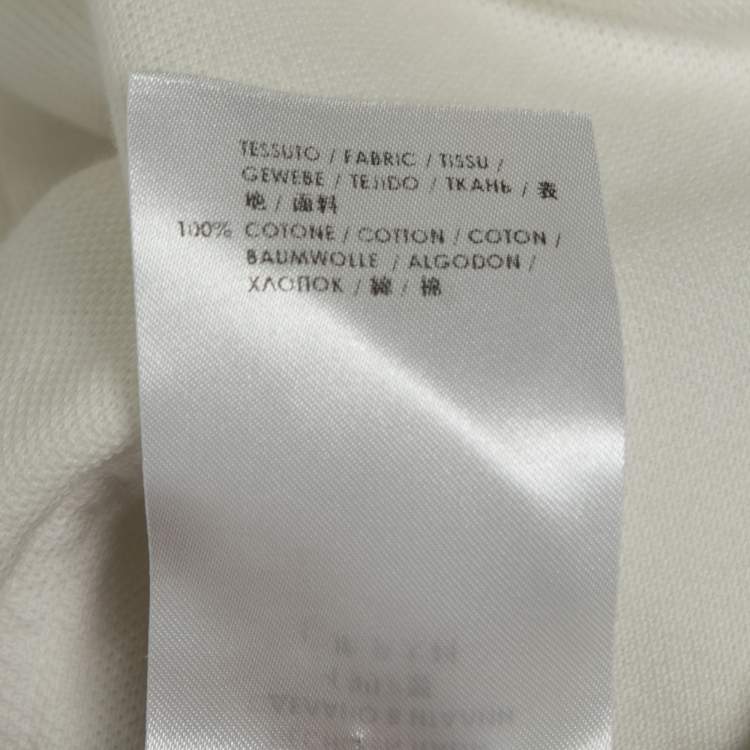 TESSUTO / FABRIC / TISSU /
GEWEBE / TEJIDO / ТКАНЬ / 表
地 / 面料
100% COTONE / COTTON / COTON /
BAUMWOLLE / ALGODON /
ХЛОПОК / 綿 / 棉